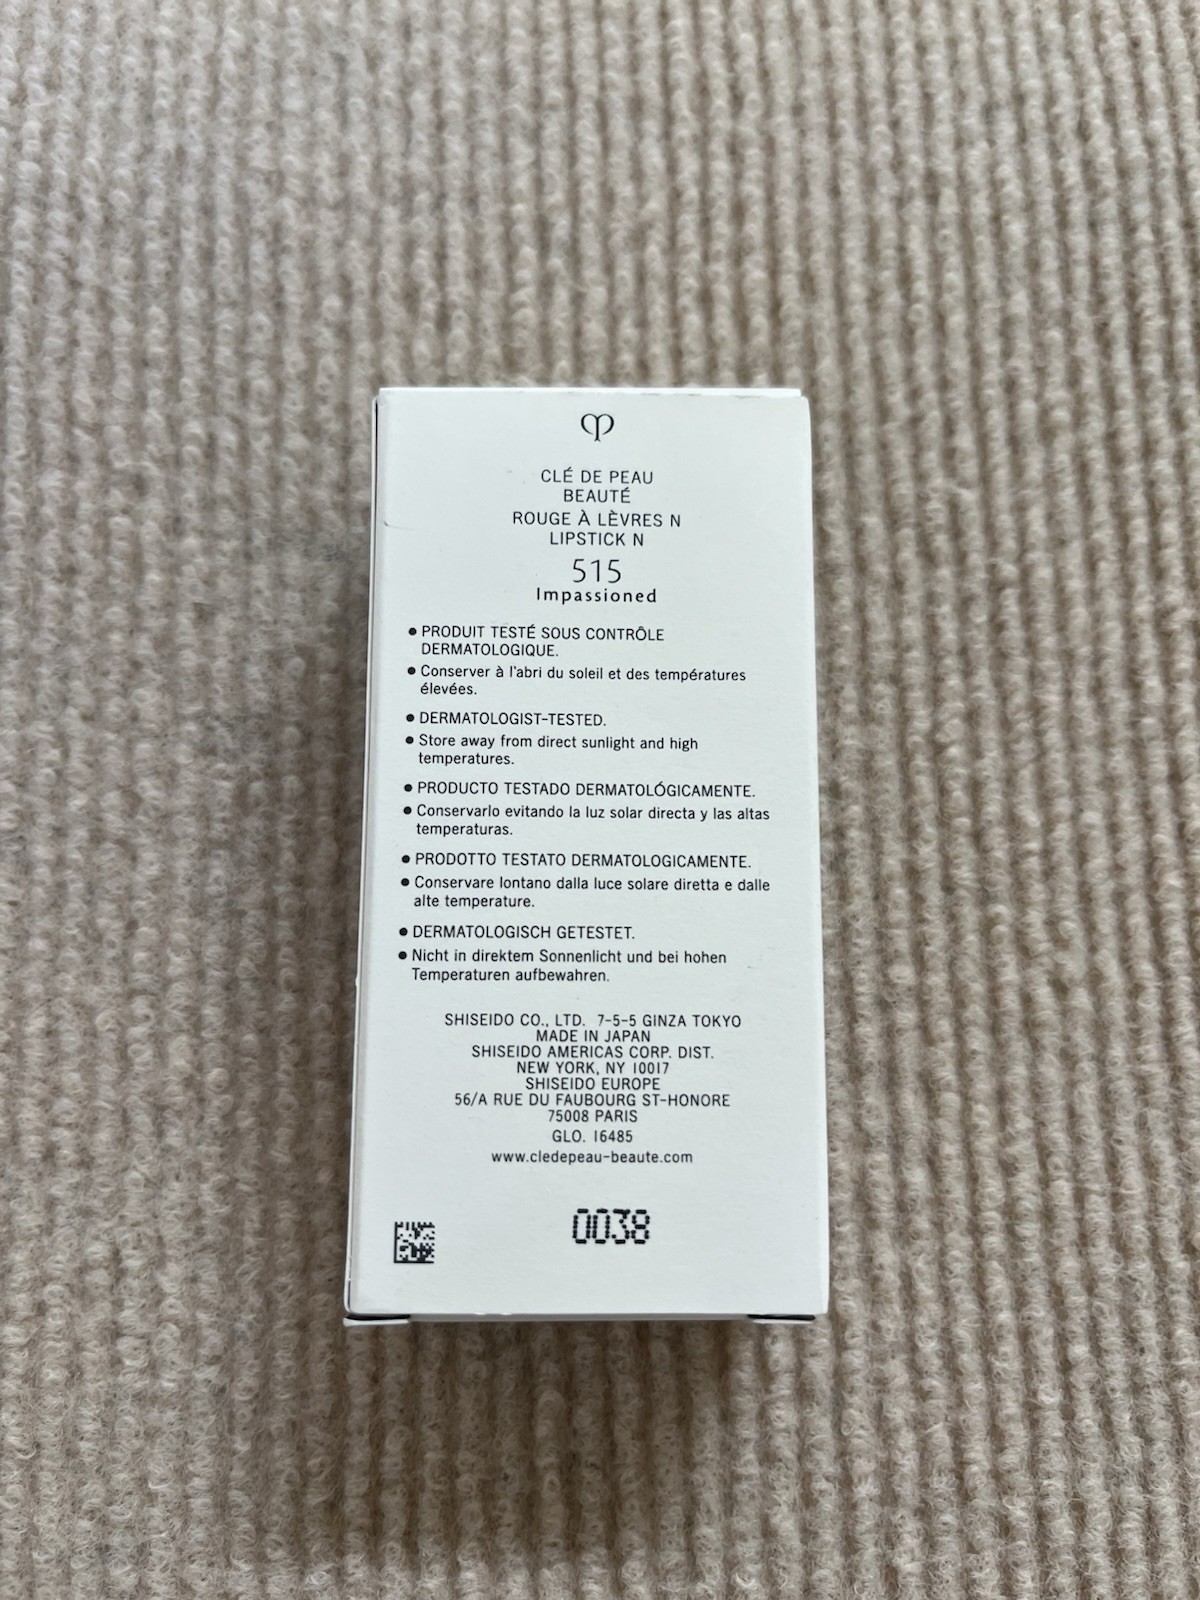 CLÉ DE PEAU
BEAUTÉ
ROUGE À LÈVRES N
LIPSTICK N
515
Impassioned
• PRODUIT TESTÉ SOUS CONTRÔLE
DERMATOLOGIQUE.
• Conserver à l'abri du soleil et des températures
élevées.
• DERMATOLOGIST-TESTED.
• Store away from direct sunlight and high
temperatures.
• PRODUCTO TESTADO DERMATOLÓGICAMENTE.
• Conservarlo evitando la luz solar directa y las altas
temperaturas.
• PRODOTTO TESTATO DERMATOLOGICAMENTE.
• Conservare lontano dalla luce solare diretta e dalle
alte temperature.
• DERMATOLOGISCH GETESTET.
• Nicht in direktem Sonnenlicht und bei hohen
Temperaturen aufbewahren.
SHISEIDO CO., LTD. 7-5-5 GINZA TOKYO
MADE IN JAPAN
SHISEIDO AMERICAS CORP. DIST.
NEW YORK, NY 10017
SHISEIDO EUROPE
56/A RUE DU FAUBOURG ST-HONORE
75008 PARIS
GLO. 16485
www.cledepeau-beaute.com
0038